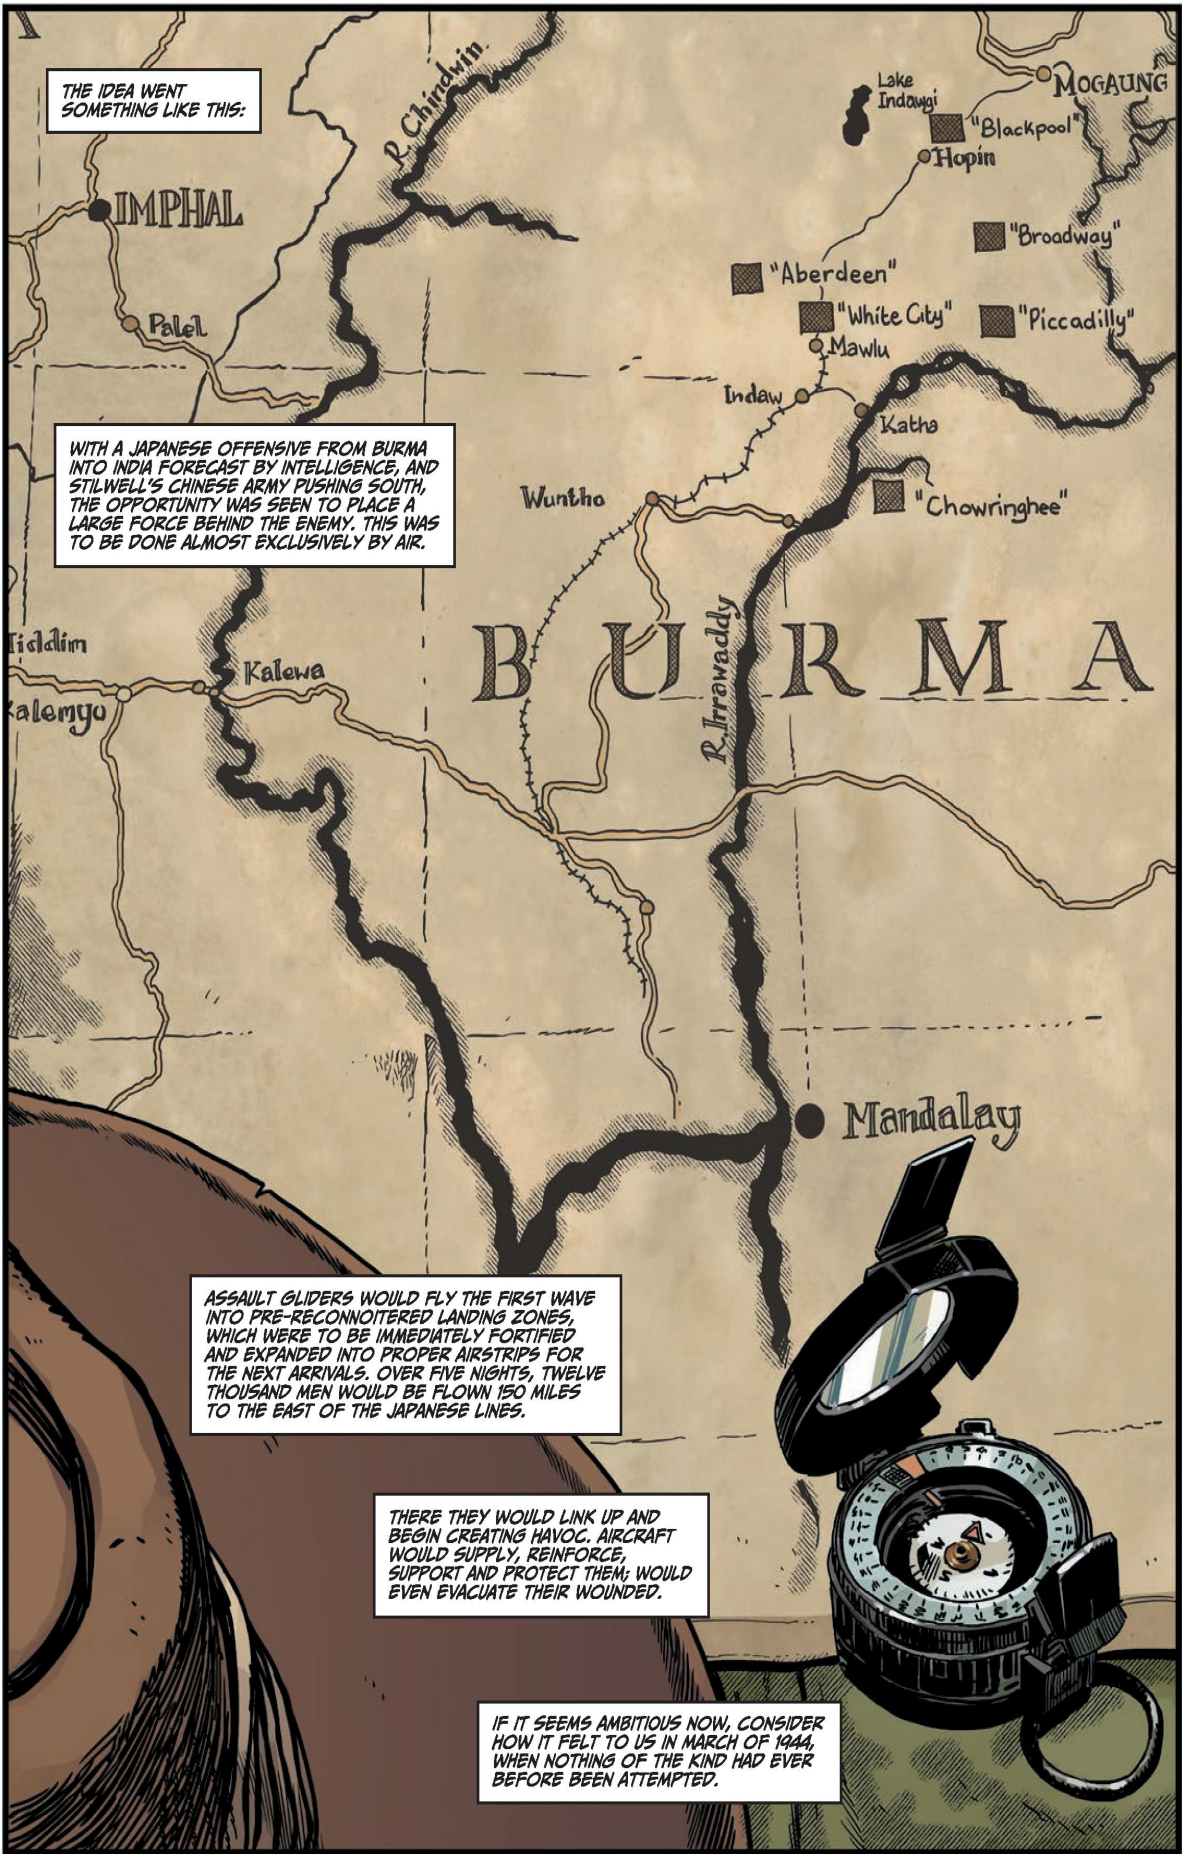 THE IDEA WENT
SOMETHING LIKE THIS:
R. Chindwin
Lake
Indawgi
MOGAUNG
"Blackpool"
Hopin
IMPHAL
"Broadway"
"Aberdeen"
"White City"
"Piccadilly"
Palel
Mawlu
Indaw
Katha
WITH A JAPANESE OFFENSIVE FROM BURMA
INTO INDIA FORECAST BY INTELLIGENCE, AND
STILWELL'S CHINESE ARMY PUSHING SOUTH,
THE OPPORTUNITY WAS SEEN TO PLACE A
LARGE FORCE BEHIND THE ENEMY. THIS WAS
TO BE DONE ALMOST EXCLUSIVELY BY AIR.
Wuntho
"Chowringhee"
Tiddim
Kalewa
Kalemyo
BURMA
R. Irrawaddy
Mandalay
ASSAULT GLIDERS WOULD FLY THE FIRST WAVE
INTO PRE-RECONNOITERED LANDING ZONES,
WHICH WERE TO BE IMMEDIATELY FORTIFIED
AND EXPANDED INTO PROPER AIRSTRIPS FOR
THE NEXT ARRIVALS. OVER FIVE NIGHTS, TWELVE
THOUSAND MEN WOULD BE FLOWN 150 MILES
TO THE EAST OF THE JAPANESE LINES.
THERE THEY WOULD LINK UP AND
BEGIN CREATING HAVOC. AIRCRAFT
WOULD SUPPLY, REINFORCE,
SUPPORT AND PROTECT THEM; WOULD
EVEN EVACUATE THEIR WOUNDED.
IF IT SEEMS AMBITIOUS NOW, CONSIDER
HOW IT FELT TO US IN MARCH OF 1944,
WHEN NOTHING OF THE KIND HAD EVER
BEFORE BEEN ATTEMPTED.